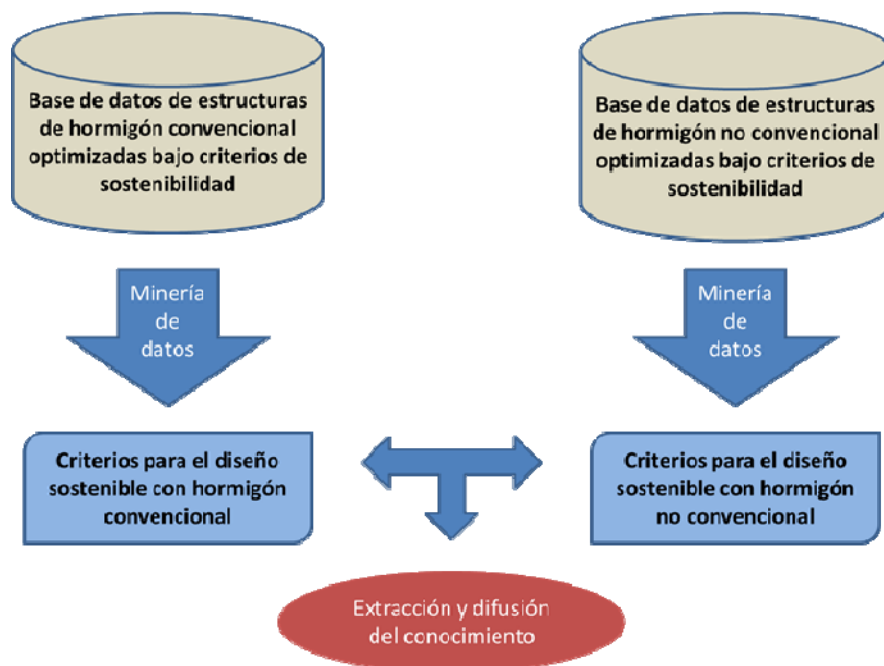 Base de datos de estructuras
de hormigón convencional
optimizadas bajo criterios de
sostenibilidad
Base de datos de estructuras
de hormigón no convencional
optimizadas bajo criterios de
sostenibilidad
Minería
de
datos
Minería
de
datos
Criterios para el diseño
sostenible con hormigón
convencional
Criterios para el diseño
sostenible con hormigón
no convencional
Extracción y difusión
del conocimiento